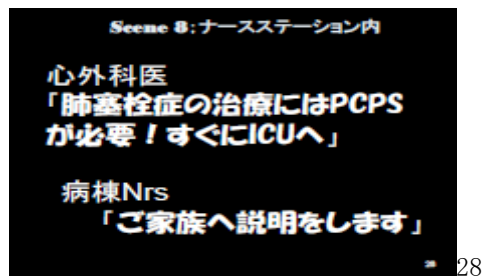 Scene 8;ナースステーション内
心外科医
「肺塞栓症の治療にはPCPS
が必要！すぐにICUへ」
病棟Nrs
「ご家族へ説明をします」
28
28